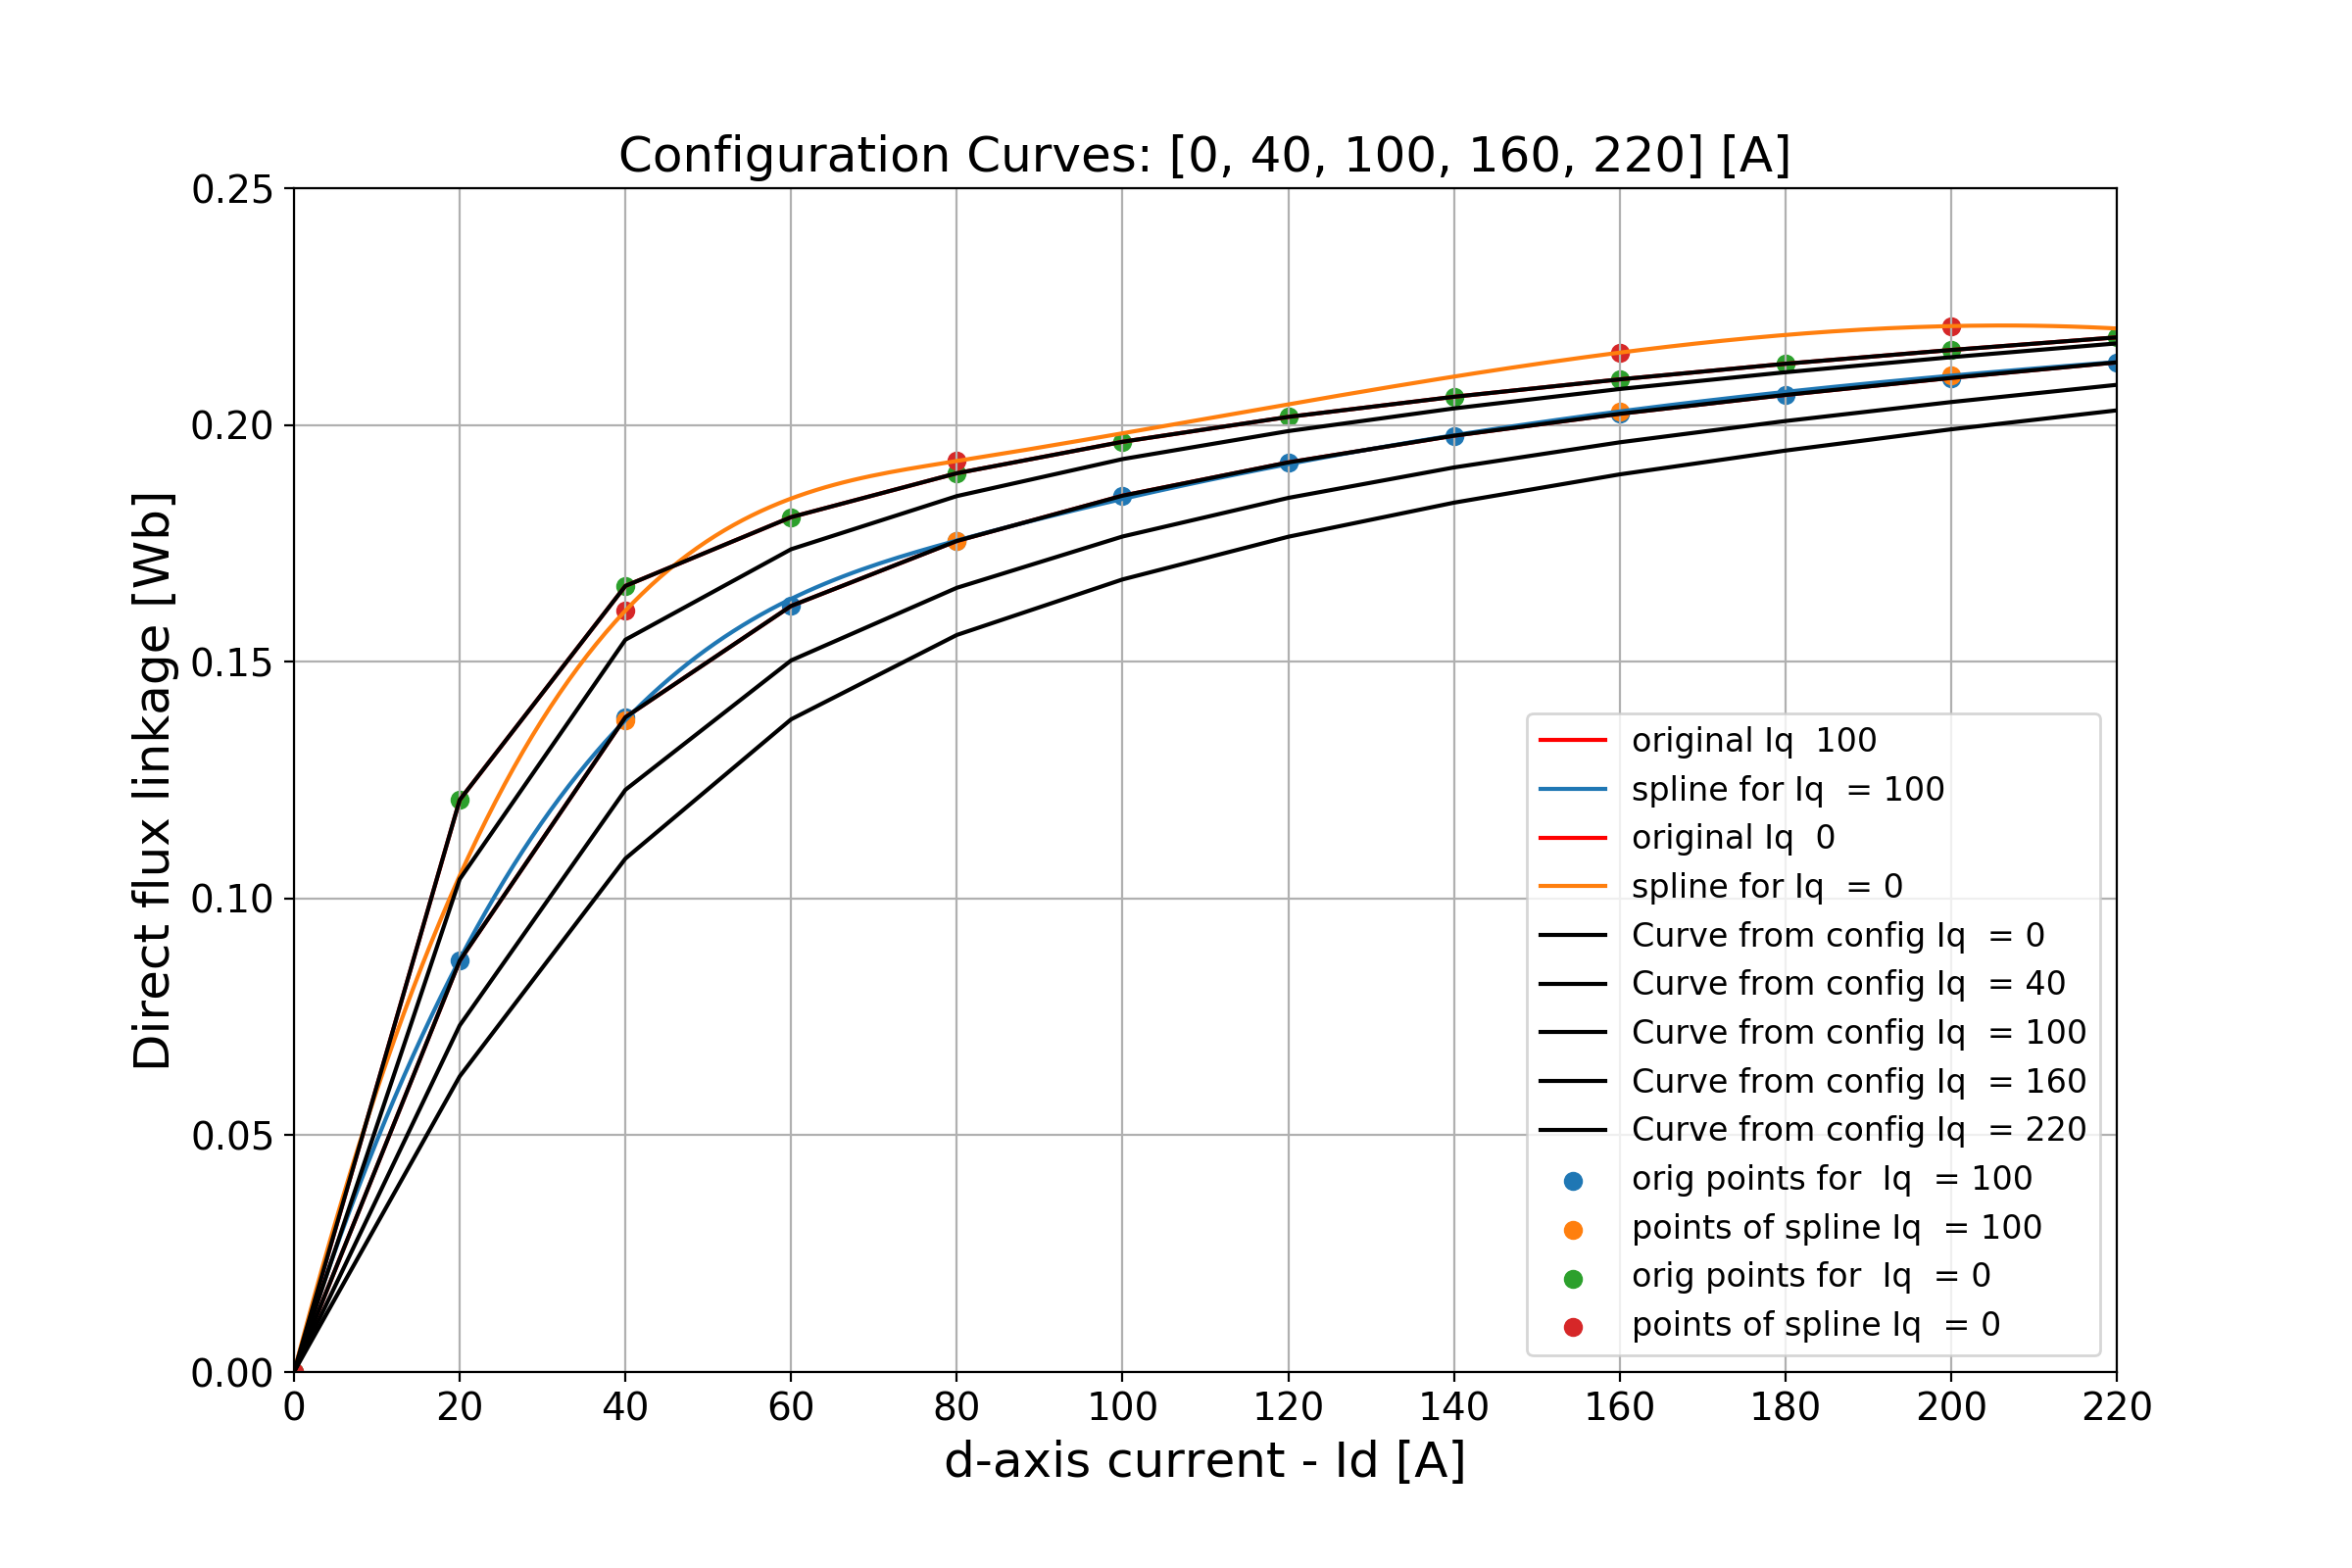 Configuration Curves: [0, 40, 100, 160, 220] [A]
0.25
0.20
0.15
0.10
0.05
0.00
Direct flux linkage [Wb]
original Iq  100
spline for Iq  = 100
original Iq  0
spline for Iq  = 0
Curve from config Iq  = 0
Curve from config Iq  = 40
Curve from config Iq  = 100
Curve from config Iq  = 160
Curve from config Iq  = 220
orig points for  Iq  = 100
points of spline Iq  = 100
orig points for  Iq  = 0
points of spline Iq  = 0
0 20 40 60 80 100 120 140 160 180 200 220
d-axis current - Id [A]